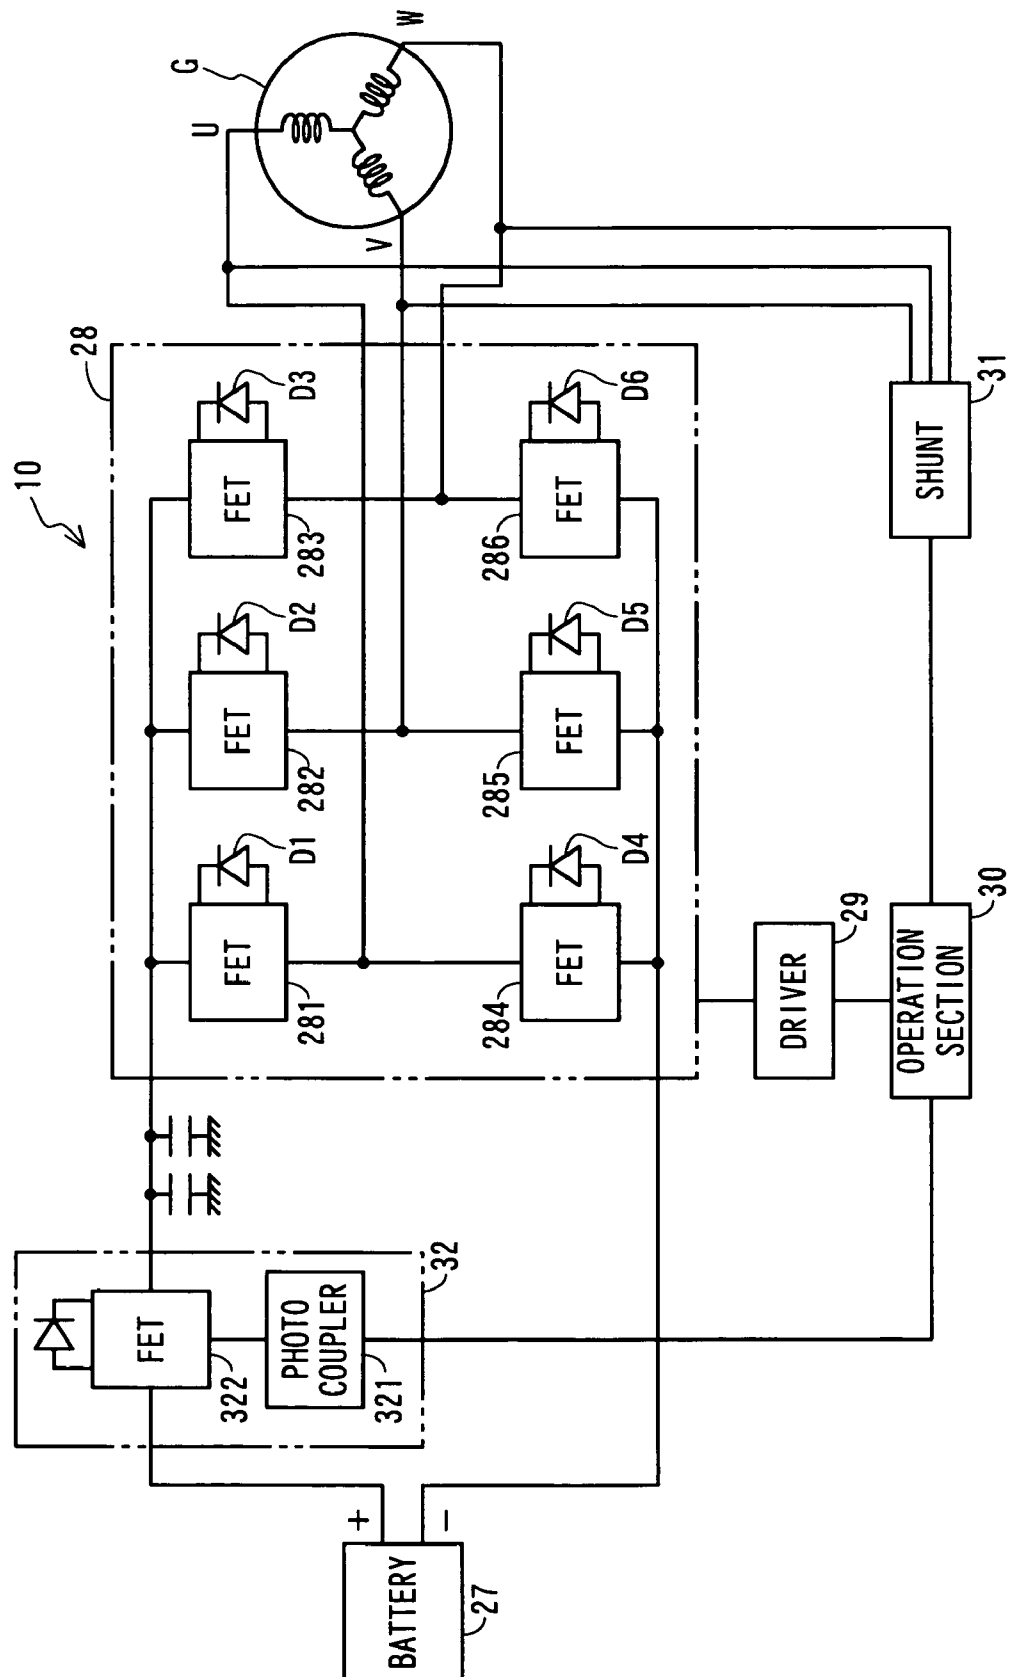 10
28
G
U
V
W
D1
D2
D3
FET
281
FET
282
FET
283
D4
D5
D6
FET
284
FET
285
FET
286
FET
322
PHOTO
COUPLER
321
32
+
-
BATTERY
27
DRIVER
29
OPERATION
SECTION
30
SHUNT
31